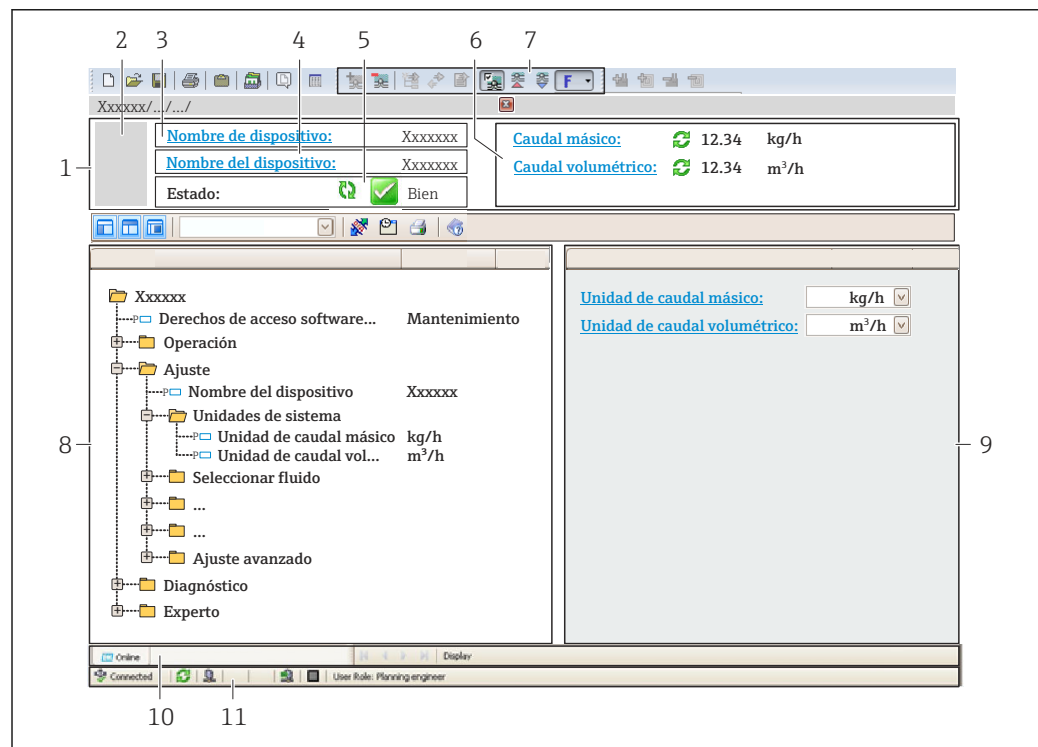 2 3 4 5 6 7
F
Xxxxxx/.../.../
1
Nombre de dispositivo: Xxxxxxx
Nombre del dispositivo: Xxxxxxx
Estado: Bien
Caudal másico: 12.34 kg/h
Caudal volumétrico: 12.34 m³/h
Xxxxxx
P Derechos de acceso software... Mantenimiento
Operación
Ajuste
P Nombre del dispositivo Xxxxxx
Unidades de sistema
P Unidad de caudal másico kg/h
P Unidad de caudal vol... m³/h
Seleccionar fluido
...
...
Ajuste avanzado
Diagnóstico
Experto
8
Unidad de caudal másico: kg/h
Unidad de caudal volumétrico: m³/h
9
Online Display
Connected User Role: Planning engineer
10 11